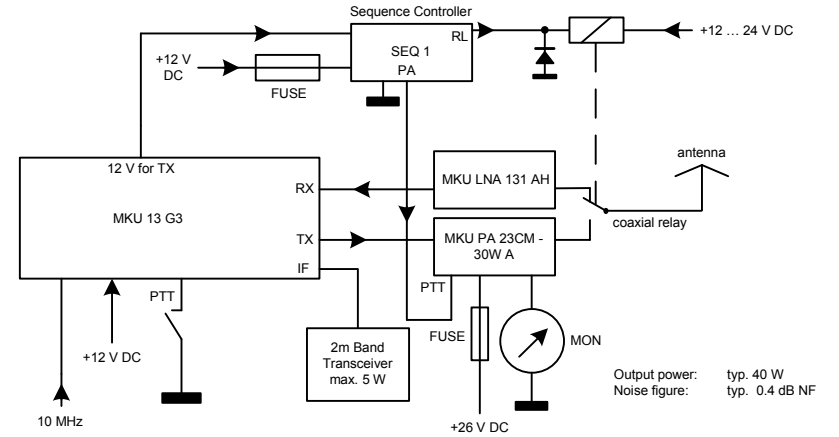 Sequence Controller
RL
SEQ 1
PA
+12 ... 24 V DC
+12 V
DC
FUSE
12 V for TX
MKU 13 G3
RX
TX
IF
MKU LNA 131 AH
antenna
coaxial relay
MKU PA 23CM -
30W A
PTT
PTT
+12 V DC
10 MHz
2m Band
Transceiver
max. 5 W
FUSE
MON
+26 V DC
Output power: typ. 40 W
Noise figure: typ. 0.4 dB NF